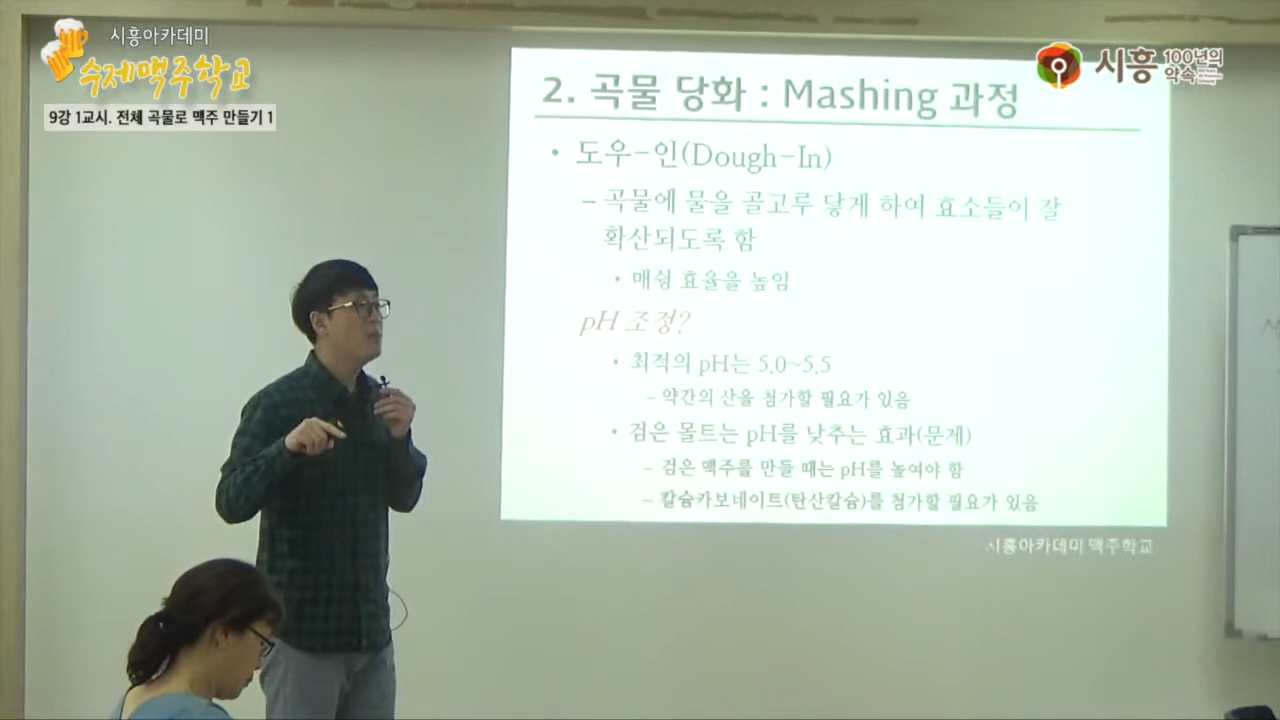 시흥아카데미
수제맥주학교
9강 1교시. 전체 곡물로 맥주 만들기 1
시흥 100년의 약속
2. 곡물 당화 : Mashing 과정
• 도우-인(Dough-In)
– 곡물에 물을 골고루 닿게 하여 효소들이 잘
확산되도록 함
• 매슁 효율을 높임
pH 조정?
• 최적의 pH는 5.0~5.5
– 약간의 산을 첨가할 필요가 있음
• 검은 몰트는 pH를 낮추는 효과(문제)
– 검은 맥주를 만들 때는 pH를 높여야 함
– 칼슘카보네이트(탄산칼슘)를 첨가할 필요가 있음
시흥아카데미 맥주학교